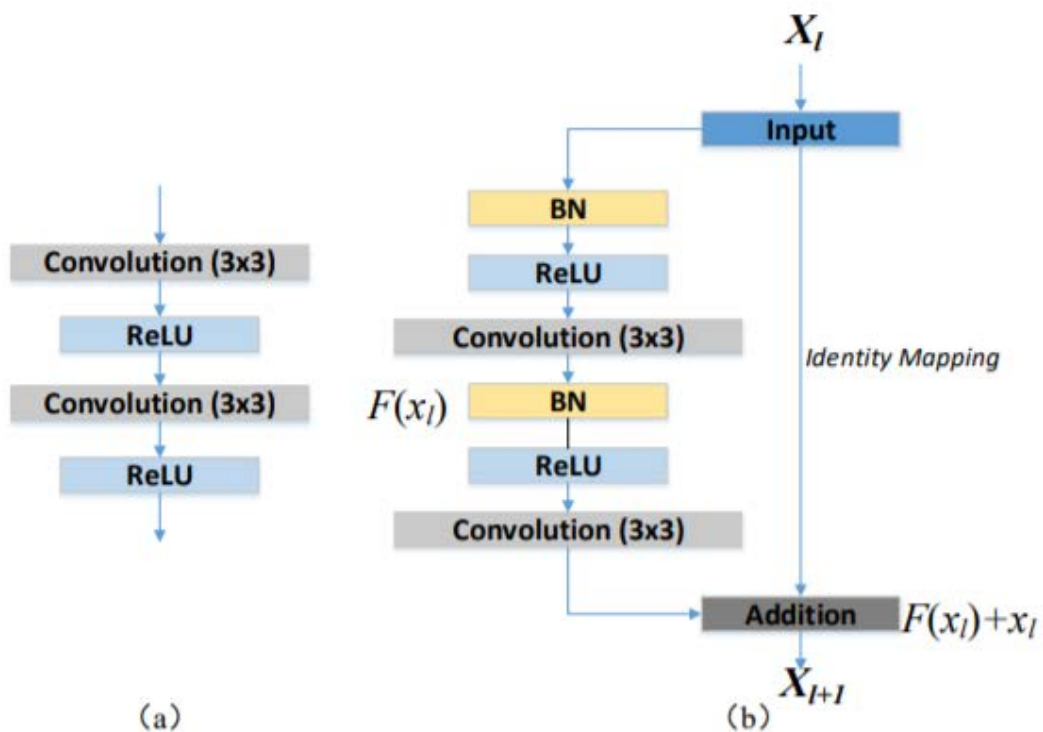 Convolution (3x3)
ReLU
Convolution (3x3)
ReLU
(a)
X_l
Input
BN
ReLU
Convolution (3x3)
Identity Mapping
F(x_l)
BN
ReLU
Convolution (3x3)
Addition
F(x_l)+x_l
X_{l+1}
(b)